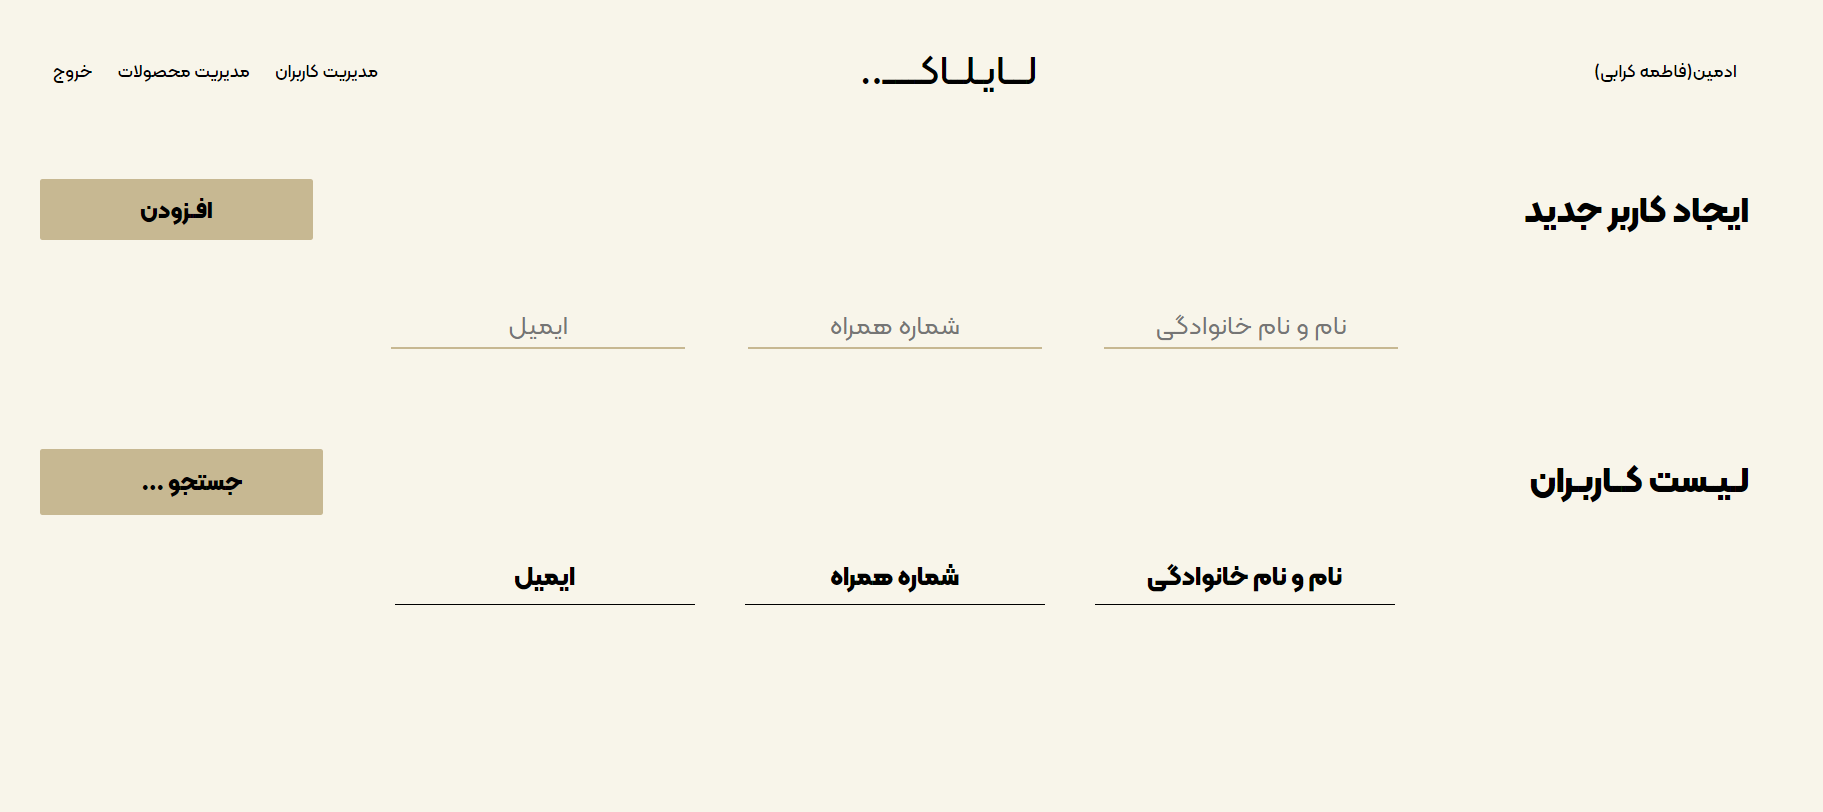 ادمین(فاطمه کرابی)
لــایلــاکــــ..
مدیریت کاربران
مدیریت محصولات
خروج
ایجاد کاربر جدید
افـزودن
نام و نام خانوادگی
شماره همراه
ایمیل
لـیـست کـاربـران
جستجو ...
نام و نام خانوادگی
شماره همراه
ایمیل